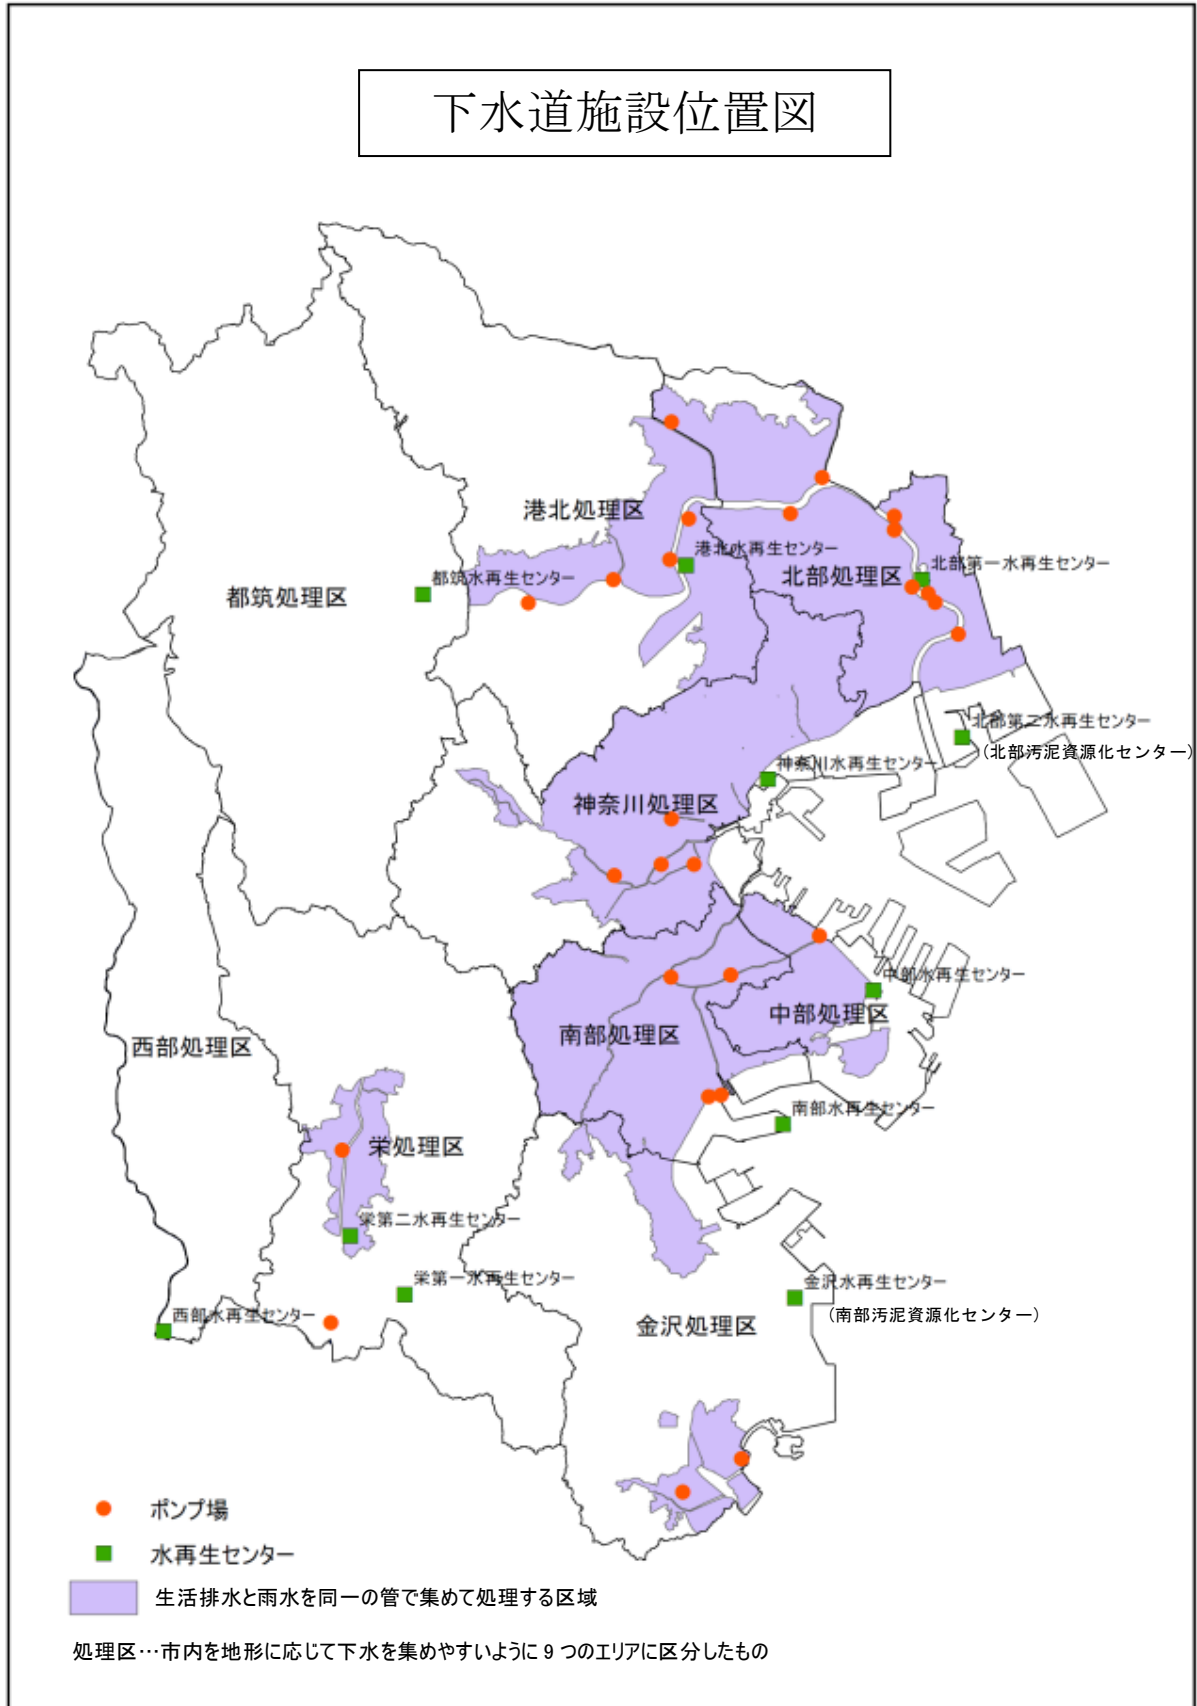 下水道施設位置図
港北処理区
港北水再生センター
北部第一水再生センター
北部処理区
都筑水再生センター
都筑処理区
北部第二水再生センター
(北部汚泥資源化センター)
神奈川水再生センター
神奈川処理区
中部水再生センター
中部処理区
南部処理区
西部処理区
南部水再生センター
栄処理区
栄第二水再生センター
栄第一水再生センター
金沢水再生センター
(南部汚泥資源化センター)
西部水再生センター
金沢処理区
ポンプ場
水再生センター
生活排水と雨水を同一の管で集めて処理する区域
処理区…市内を地形に応じて下水を集めやすいように9つのエリアに区分したもの